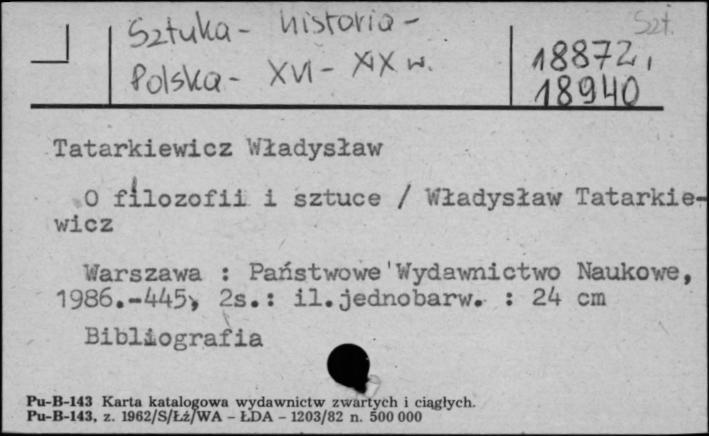 Sztuka - historia - Szt.
Polska - XVI - XIX w. 18872,
18940
Tatarkiewicz Władysław
O filozofii i sztuce / Władysław Tatarkie-
wicz
Warszawa : Państwowe Wydawnictwo Naukowe,
1986.-445, 2s.: il.jednobarw. : 24 cm
Bibliografia
Pu-B-143 Karta katalogowa wydawnictw zwartych i ciągłych.
Pu-B-143, z. 1962/S/Łź/WA - ŁDA - 1203/82 n. 500 000